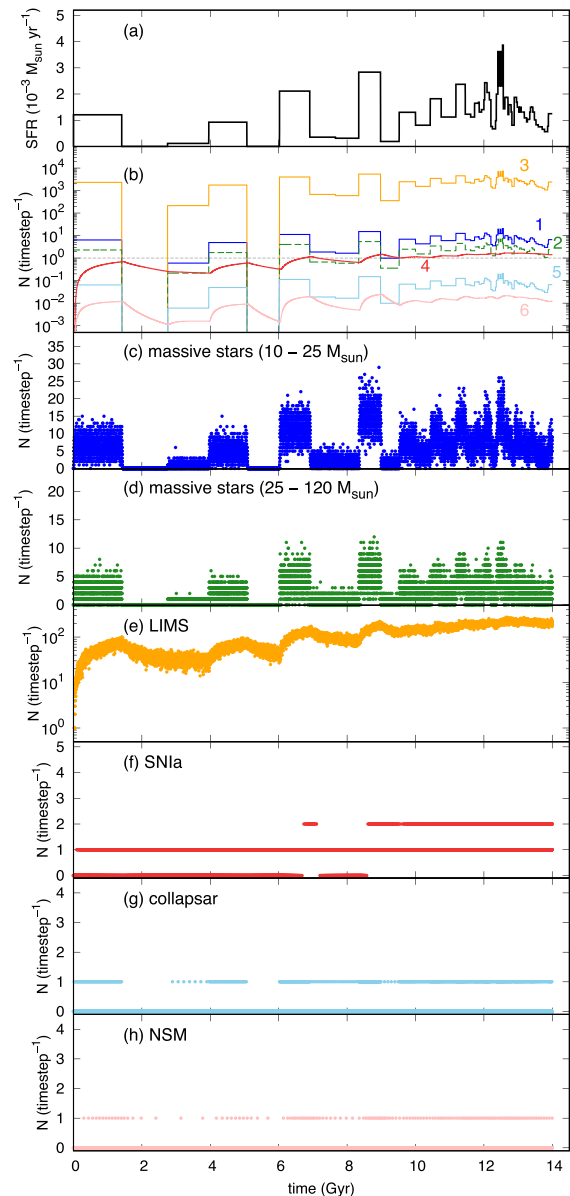 (a)
SFR (10⁻³ M_sun yr⁻¹)
5
4
3
2
1
0
(b)
N (timestep⁻¹)
10⁴
10³
10²
10¹
1
10⁻¹
10⁻²
10⁻³
3
1
2
4
5
6
(c) massive stars (10 – 25 M_sun)
N (timestep⁻¹)
35
30
25
20
15
10
5
0
(d) massive stars (25 – 120 M_sun)
N (timestep⁻¹)
20
15
10
5
0
(e) LIMS
N (timestep⁻¹)
10²
10¹
10⁰
(f) SNIa
N (timestep⁻¹)
5
4
3
2
1
0
(g) collapsar
N (timestep⁻¹)
4
3
2
1
0
(h) NSM
N (timestep⁻¹)
4
3
2
1
0
0 2 4 6 8 10 12 14
time (Gyr)